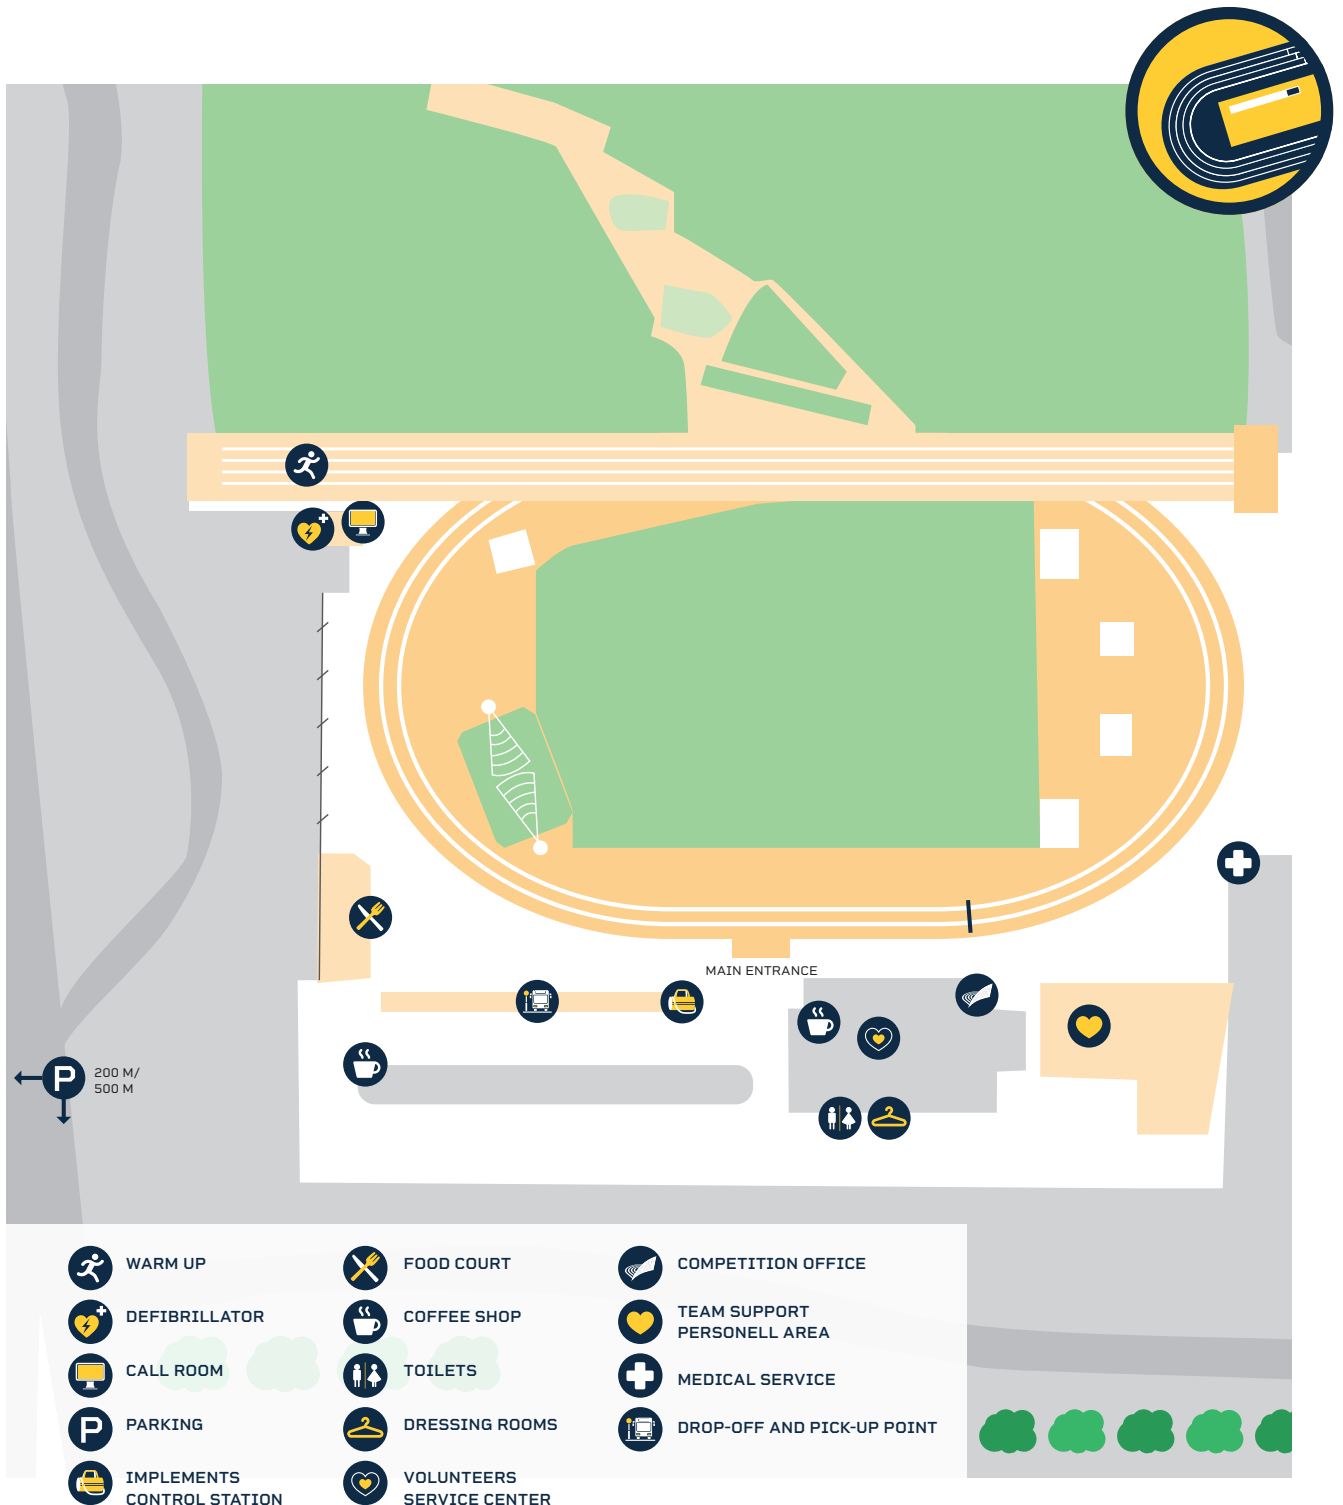 MAIN ENTRANCE
200 M/
500 M
P
WARM UP
DEFIBRILLATOR
CALL ROOM
P
PARKING
IMPLEMENTS
CONTROL STATION
FOOD COURT
COFFEE SHOP
TOILETS
DRESSING ROOMS
VOLUNTEERS
SERVICE CENTER
COMPETITION OFFICE
TEAM SUPPORT
PERSONELL AREA
MEDICAL SERVICE
DROP-OFF AND PICK-UP POINT